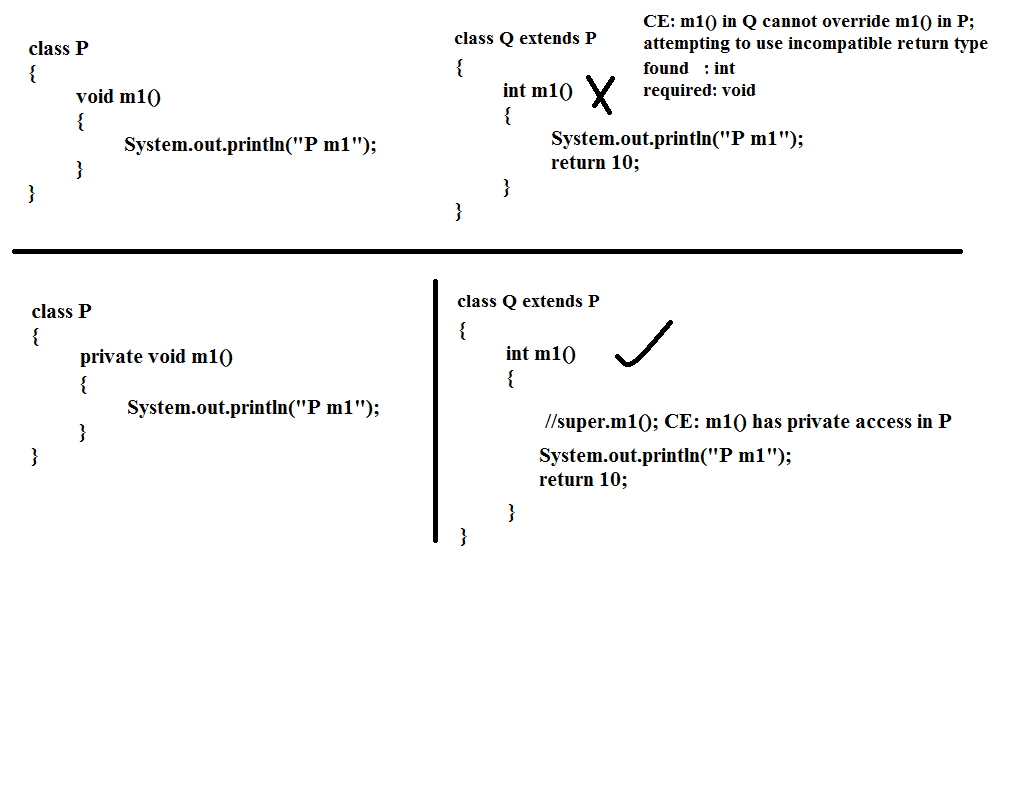 class P
{
void m1()
{
System.out.println("P m1");
}
}
class Q extends P
{
int m1()
{
System.out.println("P m1");
return 10;
}
}
CE: m1() in Q cannot override m1() in P;
attempting to use incompatible return type
found : int
required: void
class P
{
private void m1()
{
System.out.println("P m1");
}
}
class Q extends P
{
int m1()
{
//super.m1(); CE: m1() has private access in P
System.out.println("P m1");
return 10;
}
}